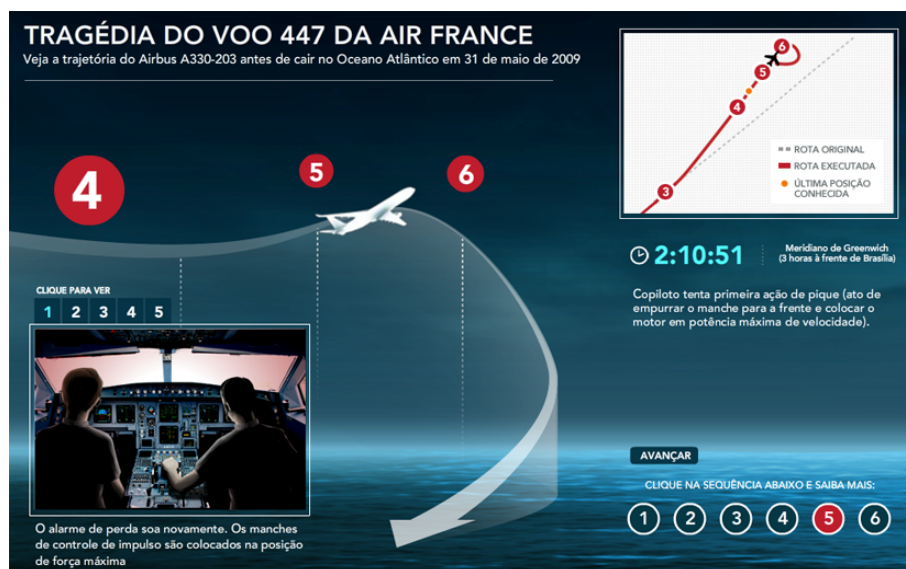 TRAGÉDIA DO VOO 447 DA AIR FRANCE
Veja a trajetória do Airbus A330-203 antes de cair no Oceano Atlântico em 31 de maio de 2009
4
5
6
CLIQUE PARA VER
1 2 3 4 5
O alarme de perda soa novamente. Os manches
de controle de impulso são colocados na posição
de força máxima
6
5
4
3
ROTA ORIGINAL
ROTA EXECUTADA
ÚLTIMA POSIÇÃO
CONHECIDA
2:10:51
Meridiano de Greenwich
(3 horas à frente de Brasília)
Copiloto tenta primeira ação de pique (ato de
empurrar o manche para a frente e colocar o
motor em potência máxima de velocidade).
AVANÇAR
CLIQUE NA SEQUÊNCIA ABAIXO E SAIBA MAIS:
1 2 3 4 5 6